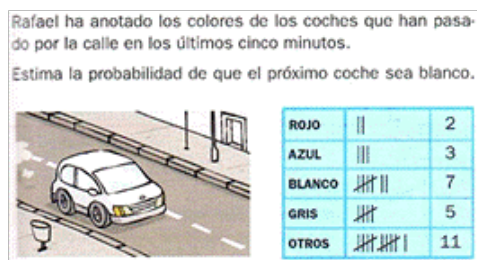 Rafael ha anotado los colores de los coches que han pasa-
do por la calle en los últimos cinco minutos.
Estima la probabilidad de que el próximo coche sea blanco.
ROJO || 2
AZUL ||| 3
BLANCO |||| || 7
GRIS |||| 5
OTROS |||| |||| | 11